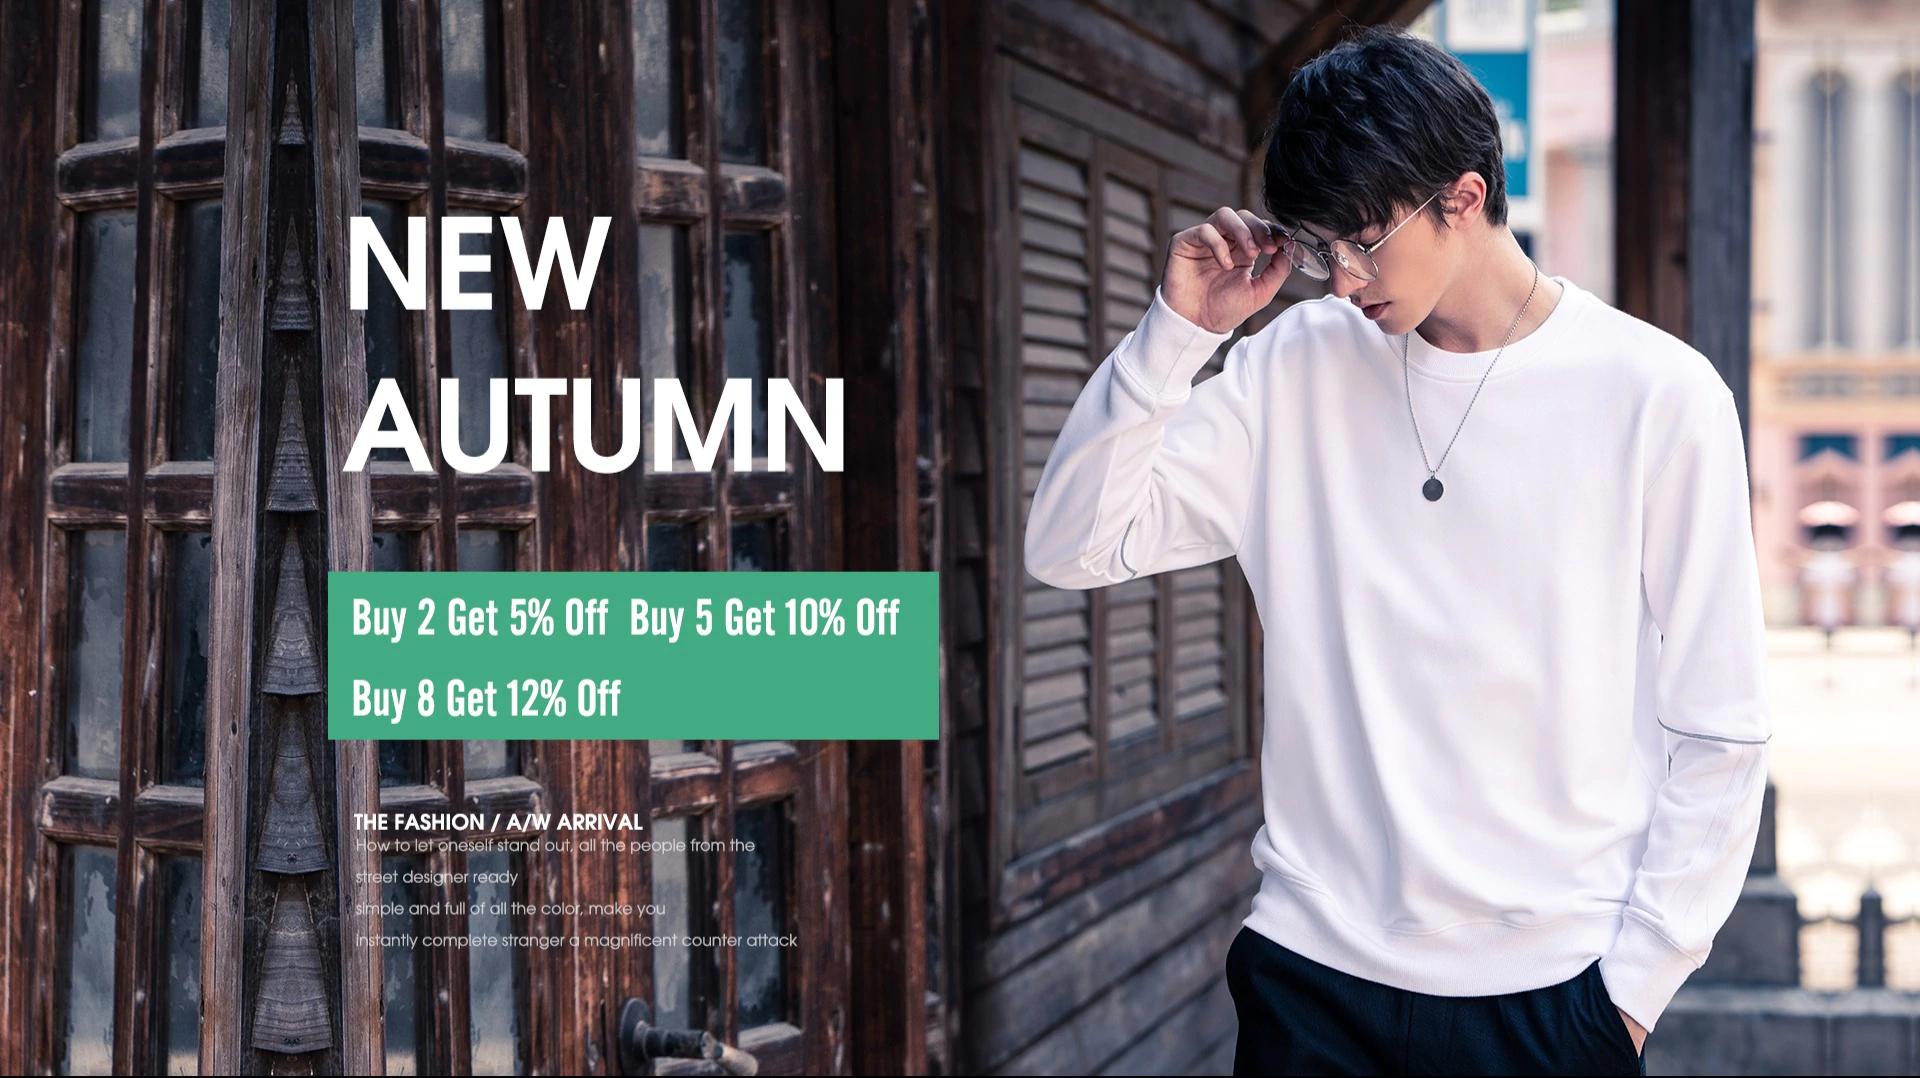 NEW
AUTUMN
Buy 2 Get 5% Off  Buy 5 Get 10% Off
Buy 8 Get 12% Off
THE FASHION / A/W ARRIVAL
How to let oneself stand out, all the people from the
street designer ready
simple and full of all the color, make you
Instantly complete stranger a magnificent counter attack